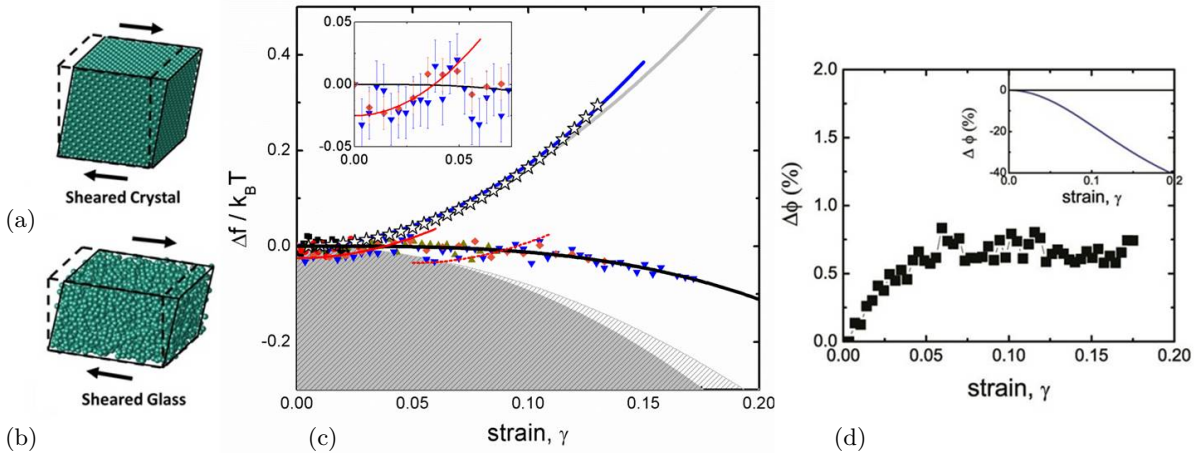 Sheared Crystal
(a)
Sheared Glass
(b)
0.4
0.2
0.0
-0.2
Δf / k_B T
0.00
0.05
0.10
0.15
0.20
strain, γ
0.05
0.00
-0.05
0.00
0.05
(c)
2.0
1.5
1.0
0.5
0.0
Δϕ (%)
0.00
0.05
0.10
0.15
0.20
strain, γ
0
-20
-40
Δ ϕ (%)
0.0
0.1
0.2
strain, γ
(d)